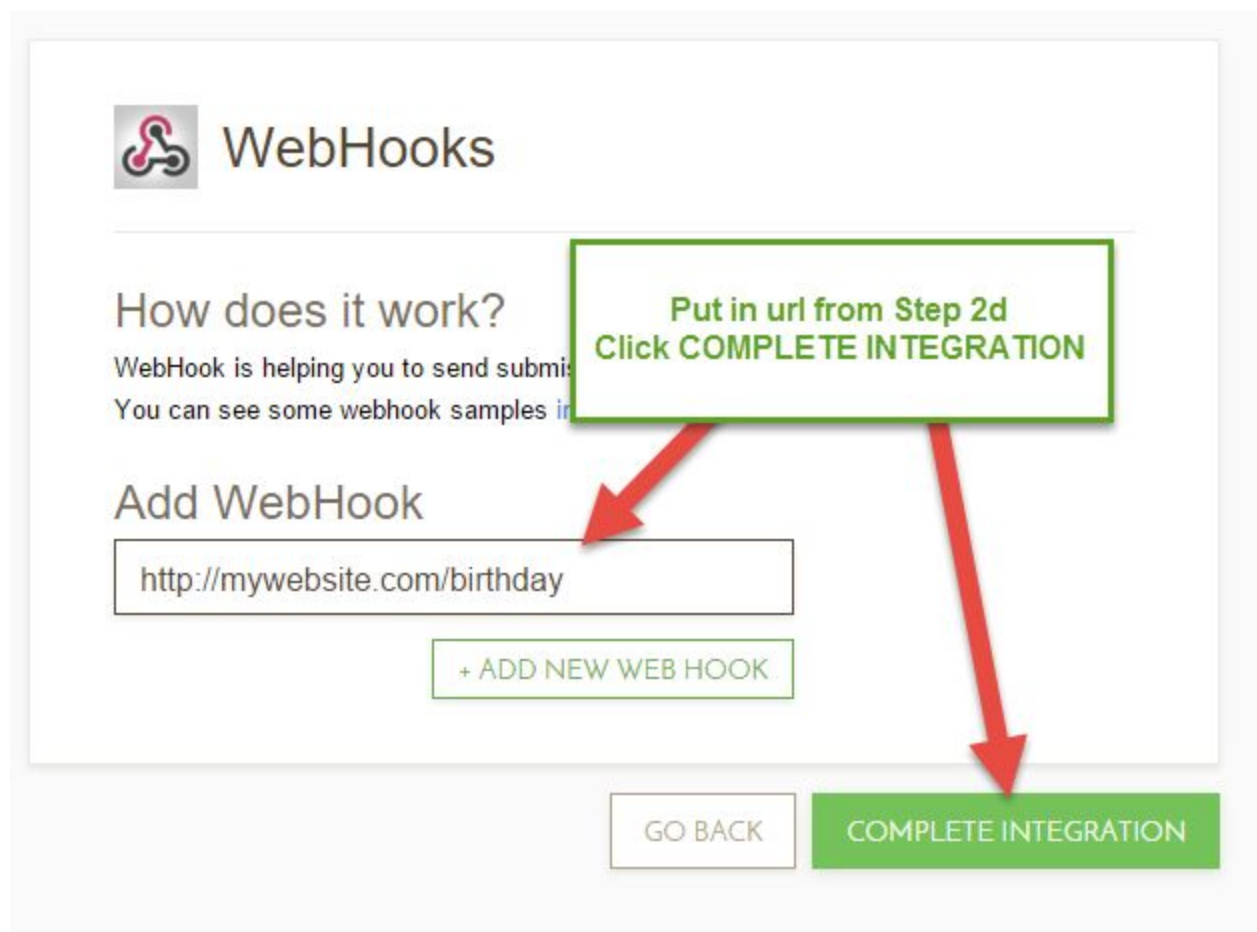 WebHooks
How does it work?
Put in url from Step 2d
Click COMPLETE INTEGRATION
WebHook is helping you to send
You can see some webhook samples
Add WebHook
http://mywebsite.com/birthday
+ ADD NEW WEB HOOK
GO BACK
COMPLETE INTEGRATION